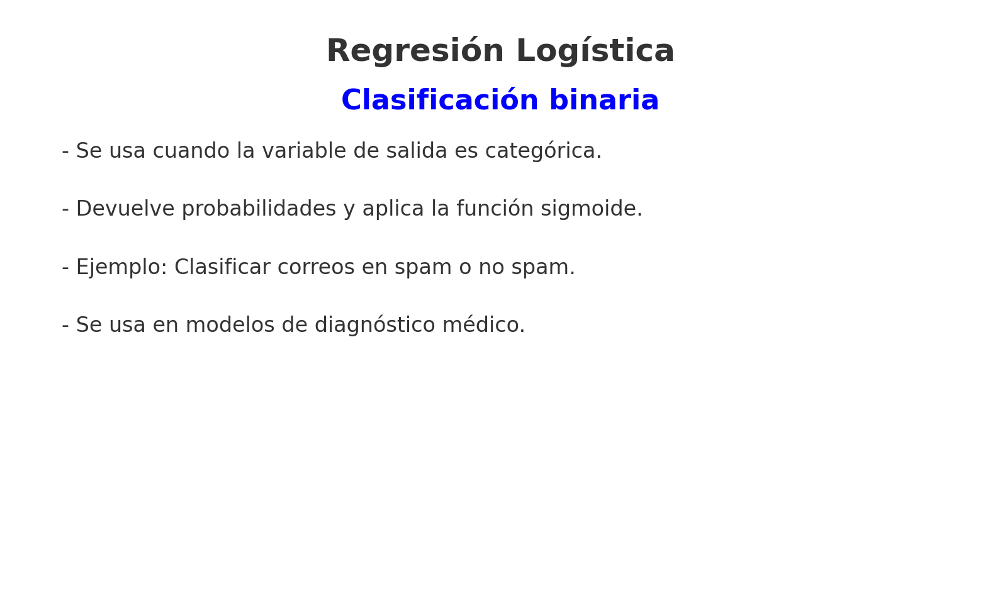 Regresión Logística
Clasificación binaria
- Se usa cuando la variable de salida es categórica.
- Devuelve probabilidades y aplica la función sigmoide.
- Ejemplo: Clasificar correos en spam o no spam.
- Se usa en modelos de diagnóstico médico.